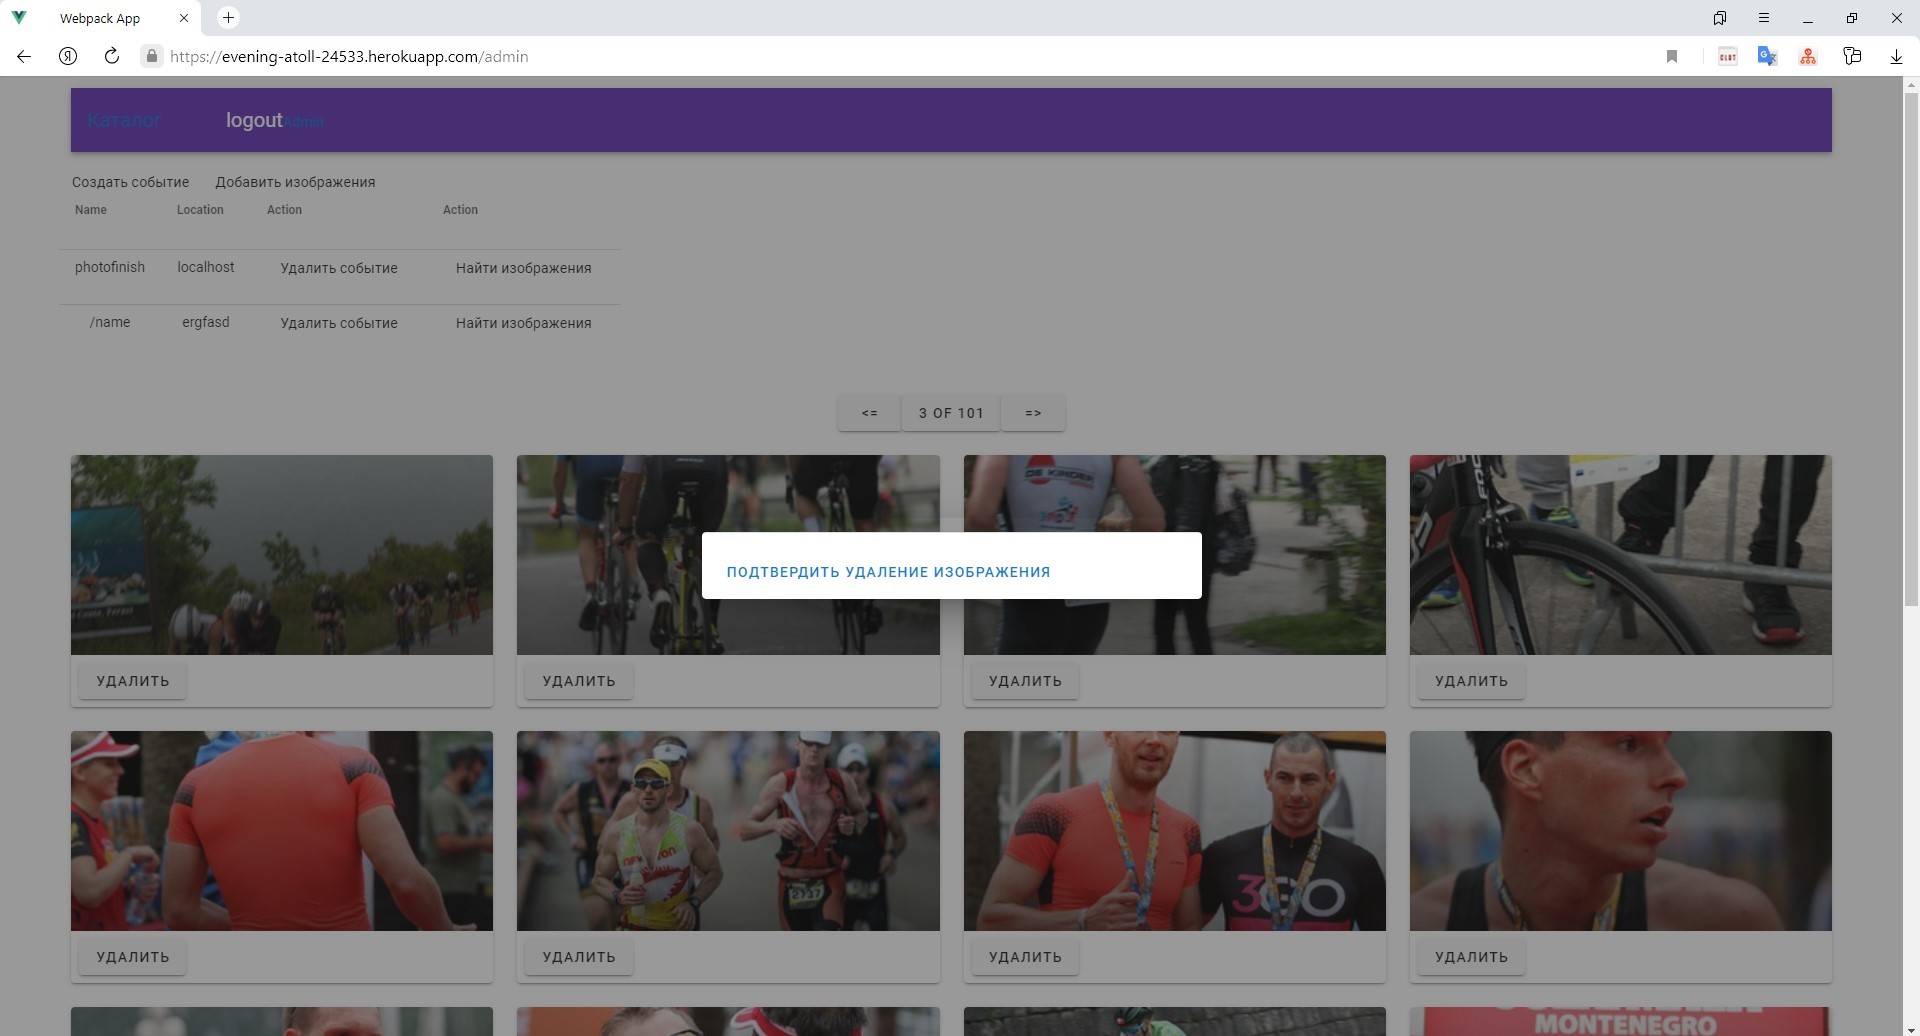 Webpack App
https://evening-atoll-24533.herokuapp.com/admin
Каталог logout Admin
Создать событие Добавить изображения
Name Location Action Action
photofinish localhost Удалить событие Найти изображения
/name ergfasd Удалить событие Найти изображения
<= 3 OF 101 =>
DE KINDER
ПОДТВЕРДИТЬ УДАЛЕНИЕ ИЗОБРАЖЕНИЯ
УДАЛИТЬ УДАЛИТЬ УДАЛИТЬ УДАЛИТЬ
УДАЛИТЬ УДАЛИТЬ УДАЛИТЬ УДАЛИТЬ
MONTENEGRO